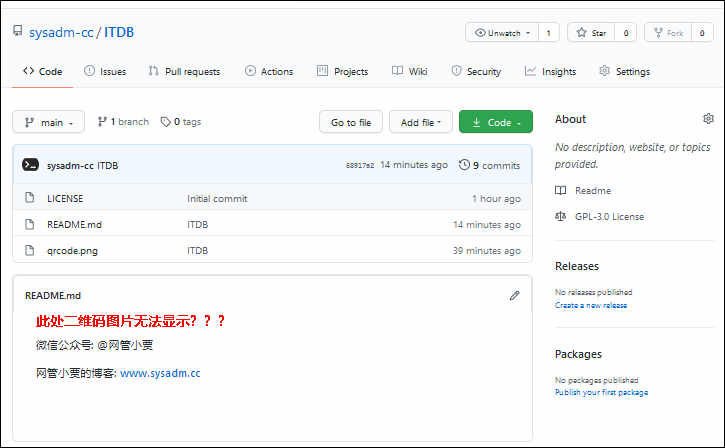 sysadm-cc / ITDB
Unwatch 1 Star 0 Fork 0
Code Issues Pull requests Actions Projects Wiki Security Insights Settings
main 1 branch 0 tags Go to file Add file Code
About
No description, website, or topics
provided.
Readme
GPL-3.0 License
sysadm-cc ITDB 68917e2 14 minutes ago 9 commits
LICENSE Initial commit 1 hour ago
README.md ITDB 14 minutes ago
qrcode.png ITDB 39 minutes ago
Releases
No releases published
Create a new release
Packages
No packages published
Publish your first package
README.md
此处二维码图片无法显示？？？
微信公众号: @网管小贾
网管小贾的博客: www.sysadm.cc